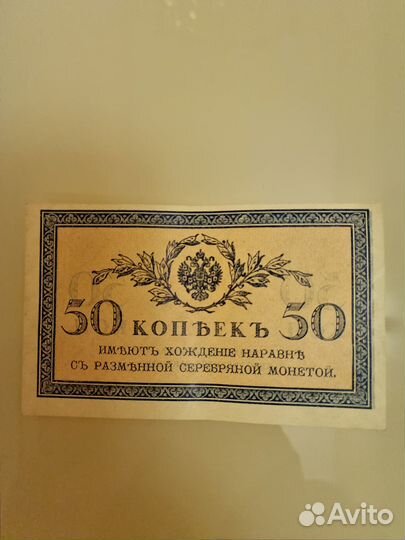 50 КОПѢЕКЪ 50
ИМѢЮТЪ ХОЖДЕНІЕ НАРАВНѢ
СЪ РАЗМѢННОЙ СЕРЕБРЯНОЙ МОНЕТОЙ.
Avito